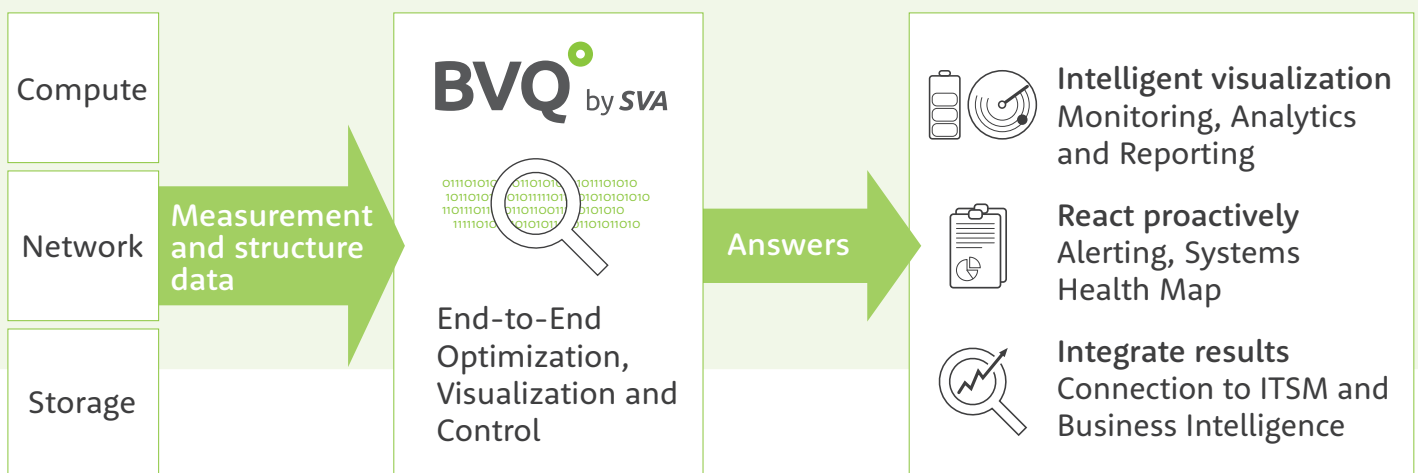 Compute
Network
Storage
Measurement
and structure
data
BVQ by SVA
End-to-End
Optimization,
Visualization and
Control
Answers
Intelligent visualization
Monitoring, Analytics
and Reporting
React proactively
Alerting, Systems
Health Map
Integrate results
Connection to ITSM and
Business Intelligence